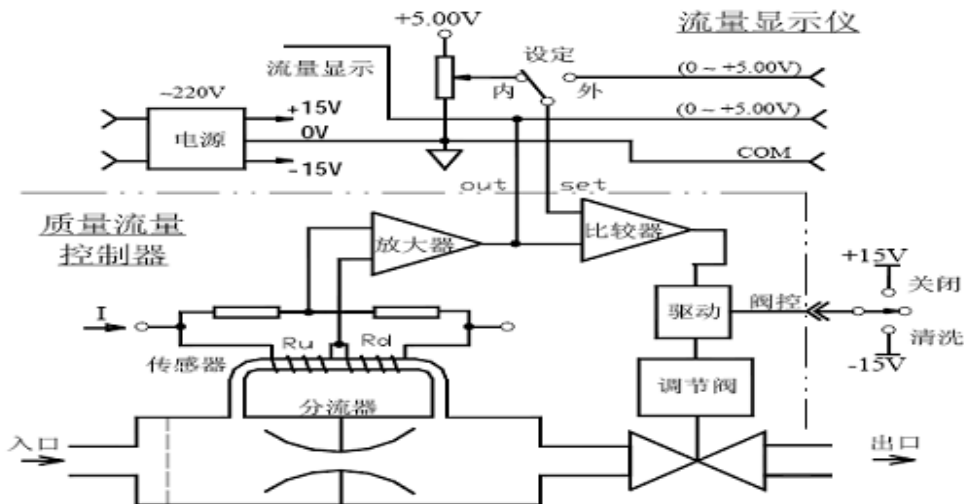 +5.00V
流量显示仪
设定
流量显示
内
外
(0 ~ +5.00V)
~220V
+15V
(0 ~ +5.00V)
电源
0V
COM
-15V
out
set
质量流量
控制器
放大器
比较器
+15V
关闭
I
驱动
阀控
Ru
Rd
清洗
传感器
-15V
调节阀
分流器
入口
出口